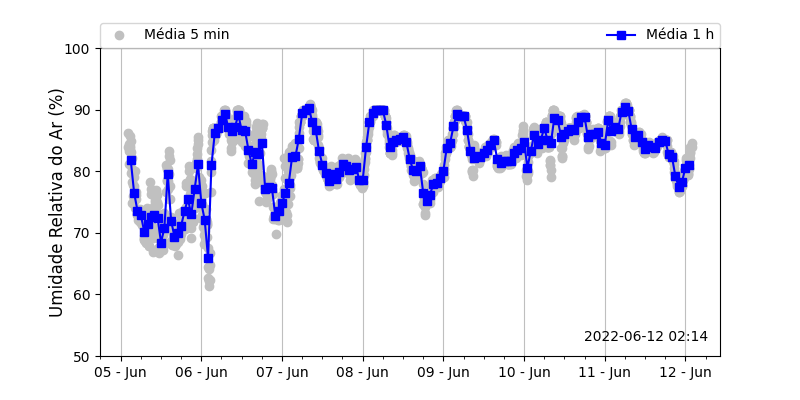 Média 5 min
Média 1 h
Umidade Relativa do Ar (%)
100
90
80
70
60
50
2022-06-12 02:14
05 - Jun
06 - Jun
07 - Jun
08 - Jun
09 - Jun
10 - Jun
11 - Jun
12 - Jun